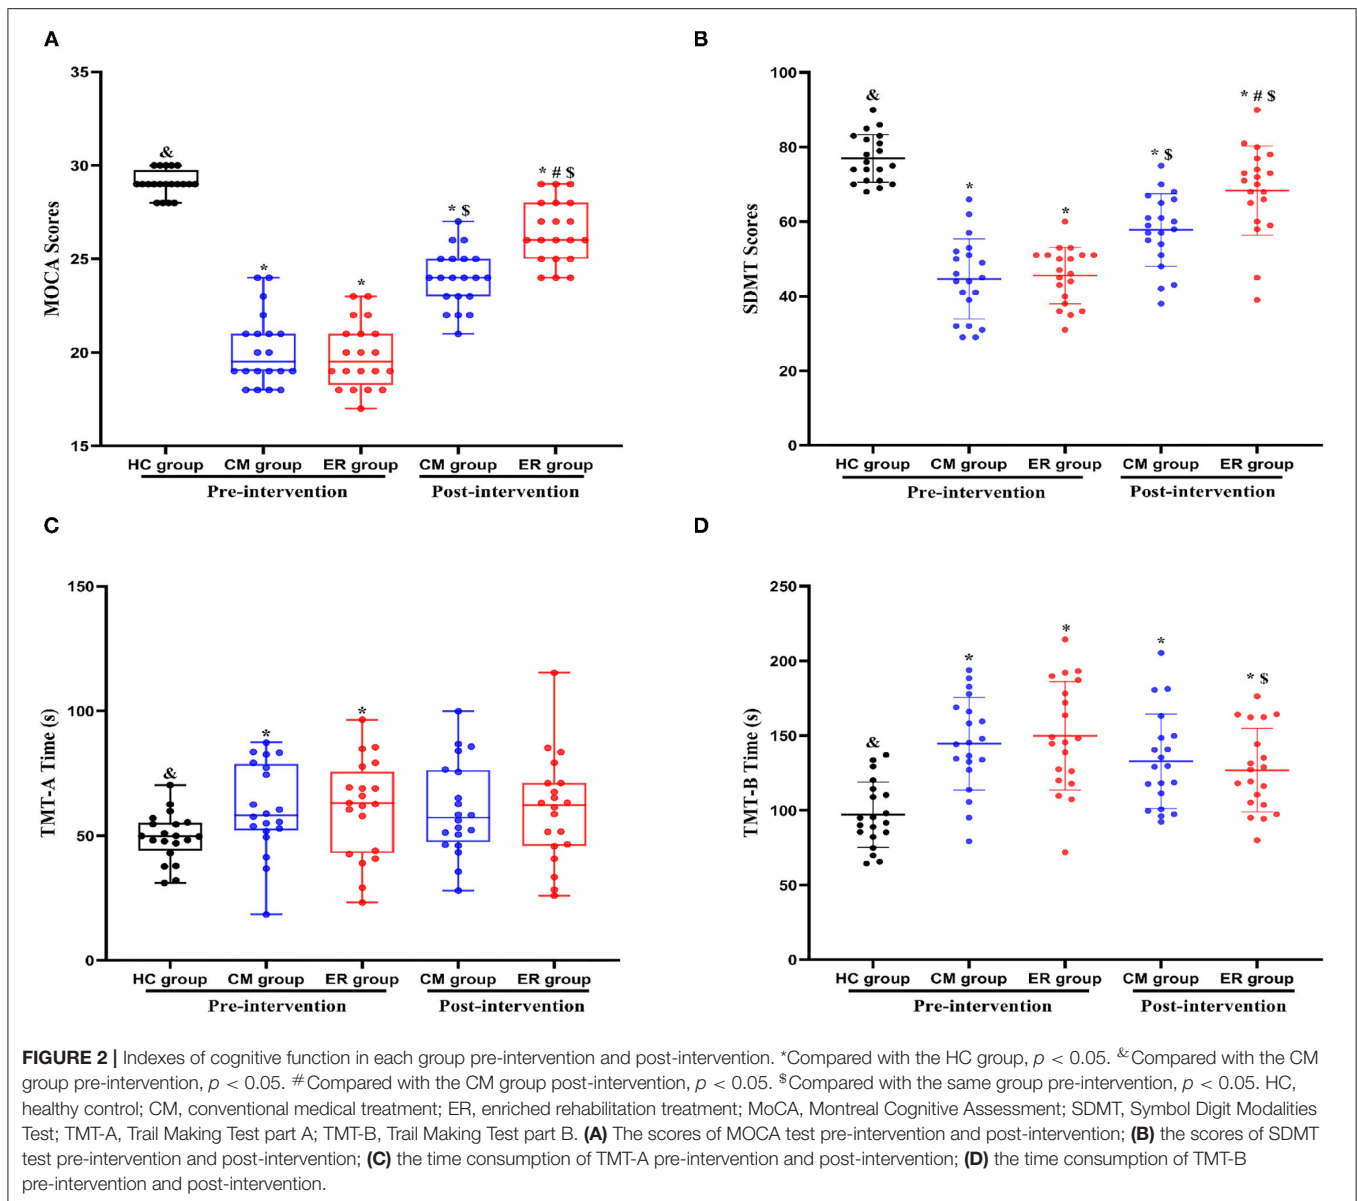 A
MOCA Scores
35
30
25
20
15
&
*
*
* $
* # $
HC group CM group ER group CM group ER group
Pre-intervention Post-intervention
B
SDMT Scores
100
80
60
40
20
0
&
*
*
* $
* # $
HC group CM group ER group CM group ER group
Pre-intervention Post-intervention
C
TMT-A Time (s)
150
100
50
0
&
*
*
HC group CM group ER group CM group ER group
Pre-intervention Post-intervention
D
TMT-B Time (s)
250
200
150
100
50
0
&
*
*
*
* $
HC group CM group ER group CM group ER group
Pre-intervention Post-intervention
FIGURE 2 | Indexes of cognitive function in each group pre-intervention and post-intervention. *Compared with the HC group, p < 0.05. &Compared with the CM
group pre-intervention, p < 0.05. #Compared with the CM group post-intervention, p < 0.05. $Compared with the same group pre-intervention, p < 0.05. HC,
healthy control; CM, conventional medical treatment; ER, enriched rehabilitation treatment; MoCA, Montreal Cognitive Assessment; SDMT, Symbol Digit Modalities
Test; TMT-A, Trail Making Test part A; TMT-B, Trail Making Test part B. (A) The scores of MOCA test pre-intervention and post-intervention; (B) the scores of SDMT
test pre-intervention and post-intervention; (C) the time consumption of TMT-A pre-intervention and post-intervention; (D) the time consumption of TMT-B
pre-intervention and post-intervention.